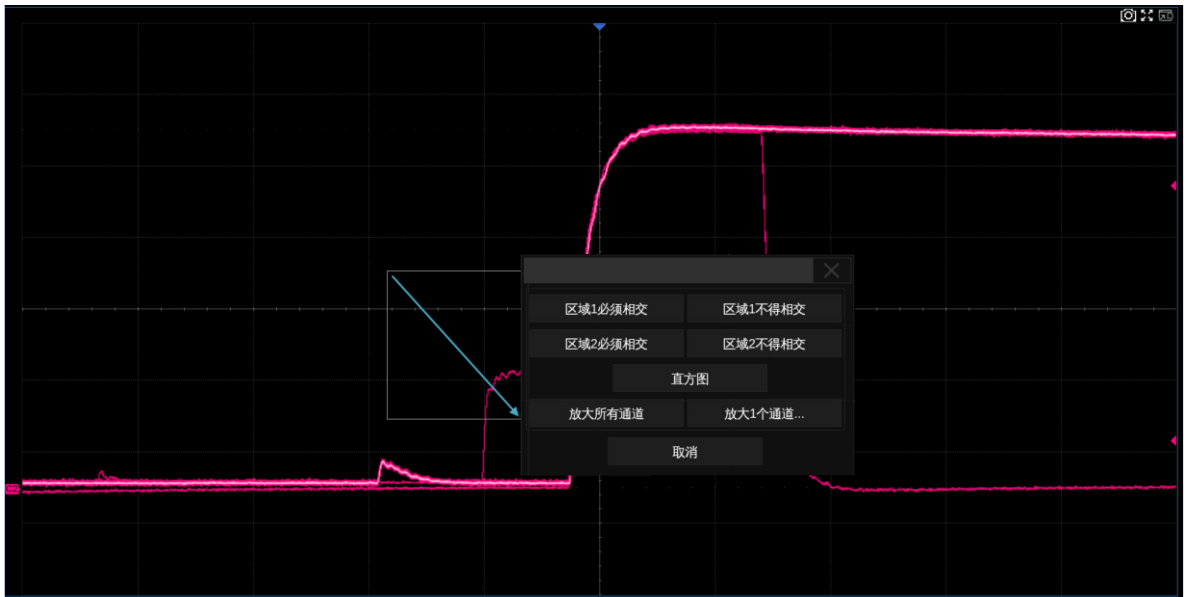 区域1必须相交 区域1不得相交
区域2必须相交 区域2不得相交
直方图
放大所有通道 放大1个通道...
取消